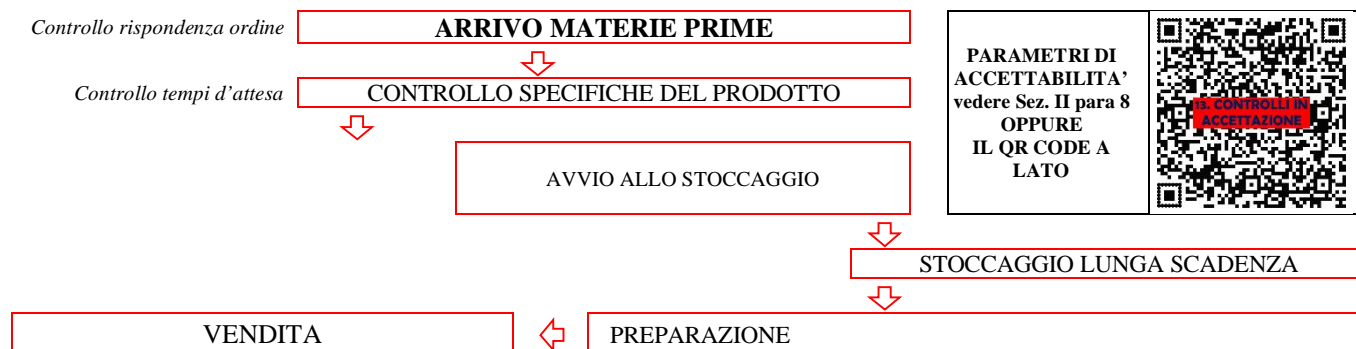 Controllo rispondenza ordine
ARRIVO MATERIE PRIME
Controllo tempi d'attesa
CONTROLLO SPECIFICHE DEL PRODOTTO
PARAMETRI DI
ACCETTABILITA'
vedere Sez. II para 8
OPPURE
IL QR CODE A
LATO
13. CONTROLLI IN
ACCETTAZIONE
AVVIO ALLO STOCCAGGIO
STOCCAGGIO LUNGA SCADENZA
VENDITA
PREPARAZIONE